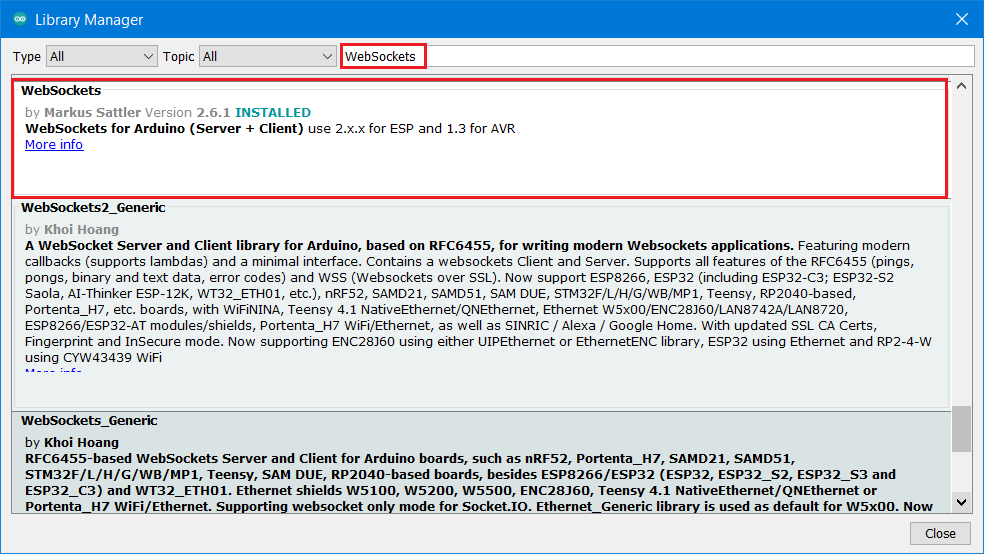 Library Manager
Type All Topic All WebSockets
WebSockets
by Markus Sattler Version 2.6.1 INSTALLED
WebSockets for Arduino (Server + Client) use 2.x.x for ESP and 1.3 for AVR
More info
WebSockets2_Generic
by Khoi Hoang
A WebSocket Server and Client library for Arduino, based on RFC6455, for writing modern Websockets applications. Featuring modern
callbacks (supports lambdas) and a minimal interface. Contains a websockets Client and Server. Supports all features of the RFC6455 (pings,
pongs, binary and text data, error codes) and WSS (Websockets over SSL). Now support ESP8266, ESP32 (including ESP32-C3; ESP32-S2
Saola, AI-Thinker ESP-12K, WT32_ETH01, etc.), nRF52, SAMD21, SAMD51, SAM DUE, STM32F/L/H/G/WB/MP1, Teensy, RP2040-based,
Portenta_H7, etc. boards, with WiFiNINA, Teensy 4.1 NativeEthernet/QNEthernet, Ethernet W5x00/ENC28J60/LAN8742A/LAN8720,
ESP8266/ESP32-AT modules/shields, Portenta_H7 WiFi/Ethernet, as well as SINRIC / Alexa / Google Home. With updated SSL CA Certs,
Fingerprint and InSecure mode. Now supporting ENC28J60 using either UIPEthernet or EthernetENC library, ESP32 using Ethernet and RP2-4-W
using CYW43439 WiFi
More info
WebSockets_Generic
by Khoi Hoang
RFC6455-based WebSockets Server and Client for Arduino boards, such as nRF52, Portenta_H7, SAMD21, SAMD51,
STM32F/L/H/G/WB/MP1, Teensy, SAM DUE, RP2040-based boards, besides ESP8266/ESP32 (ESP32, ESP32_S2, ESP32_S3 and
ESP32_C3) and WT32_ETH01. Ethernet shields W5100, W5200, W5500, ENC28J60, Teensy 4.1 NativeEthernet/QNEthernet or
Portenta_H7 WiFi/Ethernet. Supporting websocket only mode for Socket.IO. Ethernet_Generic library is used as default for W5x00. Now
Close